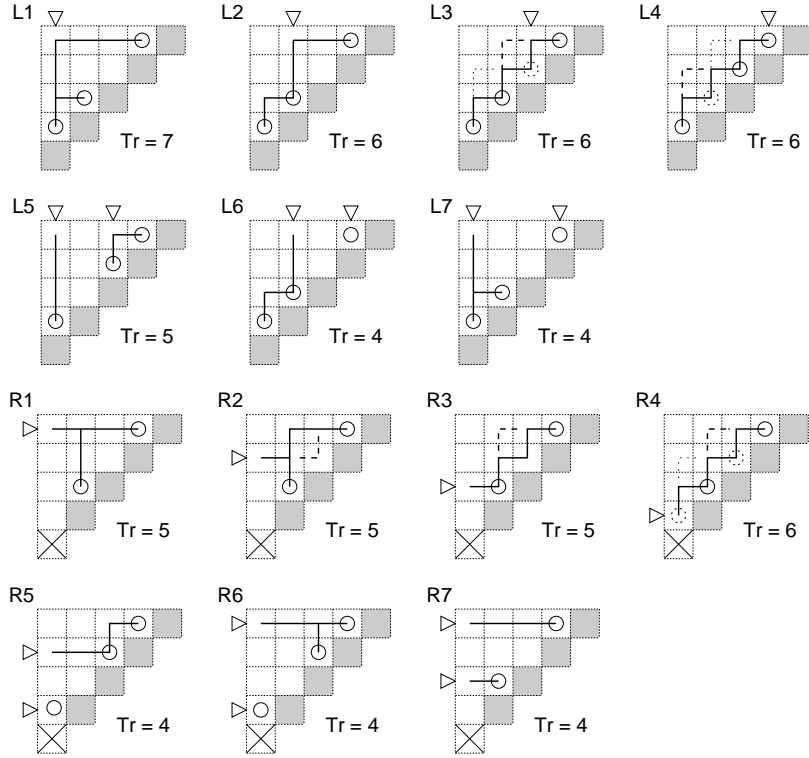 L1 L2 L3 L4
Tr = 7 Tr = 6 Tr = 6 Tr = 6
L5 L6 L7
Tr = 5 Tr = 4 Tr = 4
R1 R2 R3 R4
Tr = 5 Tr = 5 Tr = 5 Tr = 6
R5 R6 R7
Tr = 4 Tr = 4 Tr = 4